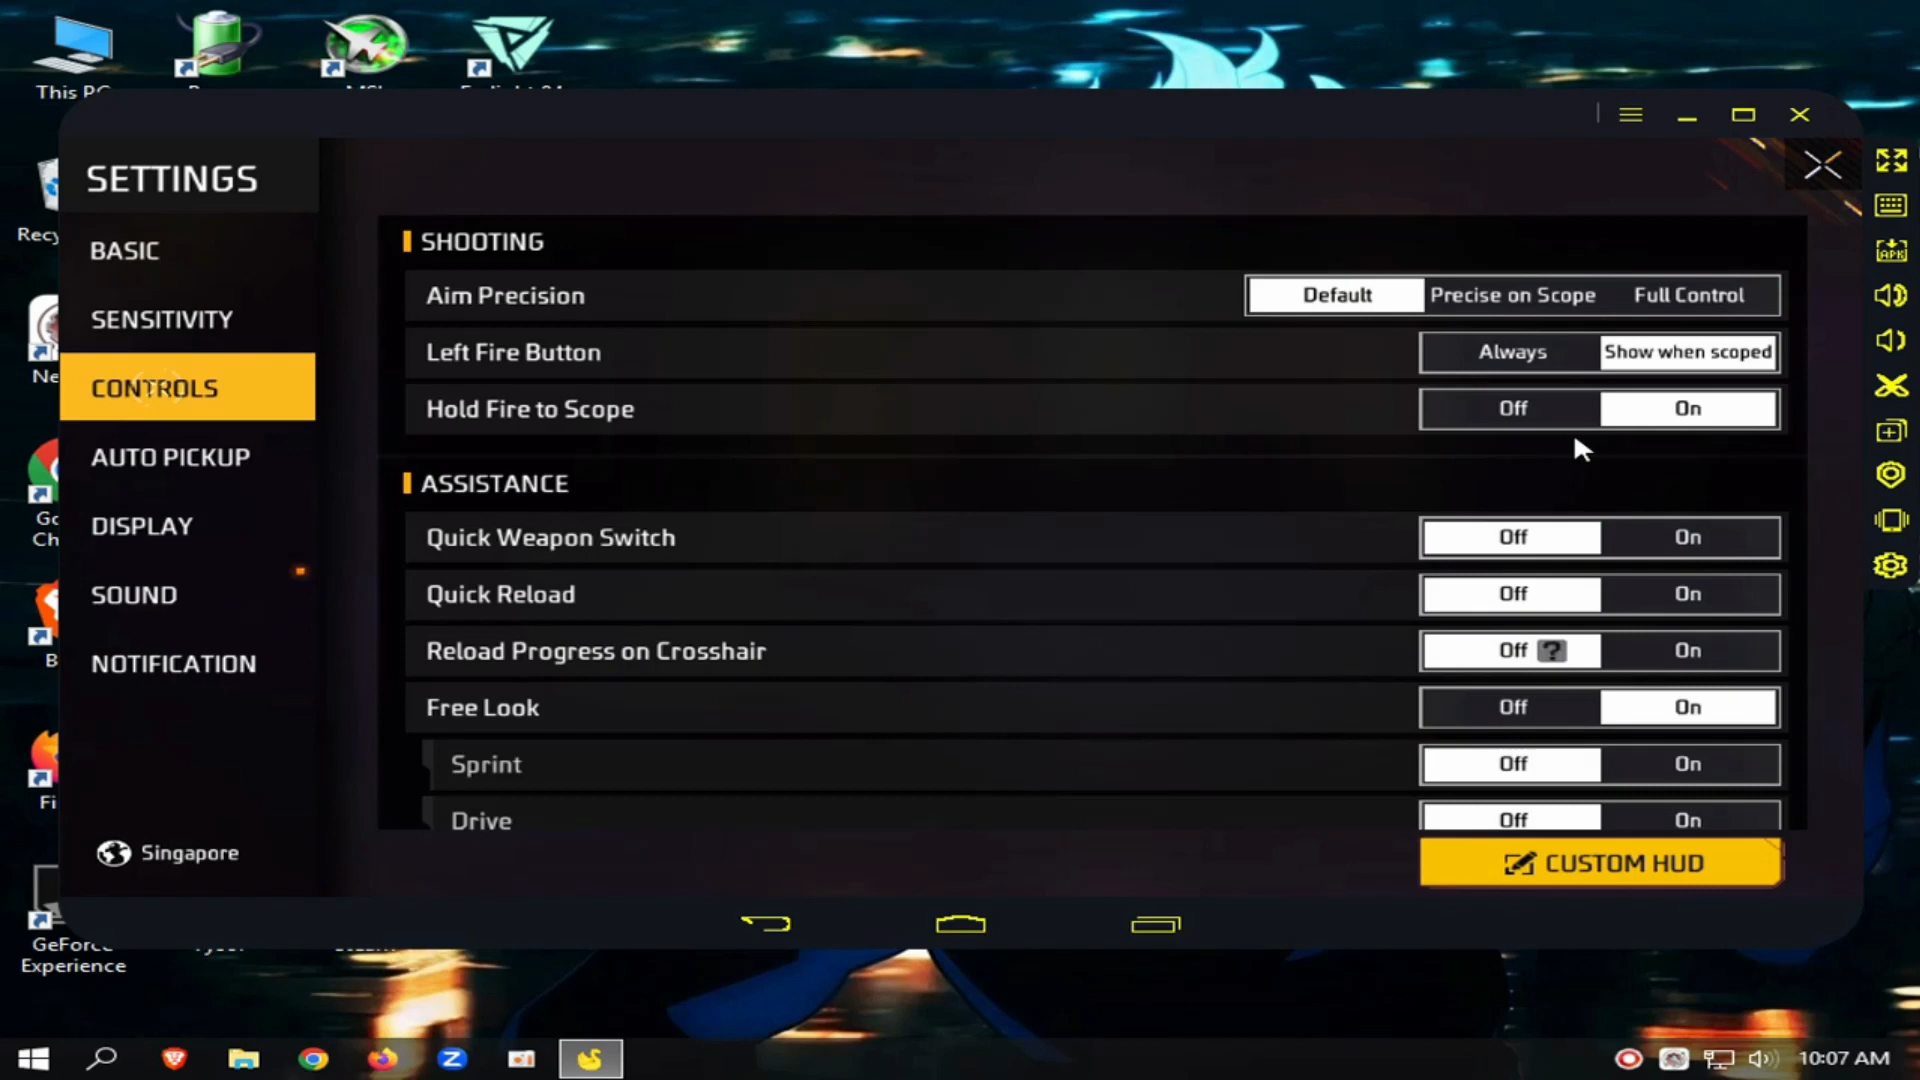 This PC
SETTINGS
BASIC
SENSITIVITY
CONTROLS
AUTO PICKUP
DISPLAY
SOUND
NOTIFICATION
Singapore
SHOOTING
Aim Precision
Default Precise on Scope Full Control
Left Fire Button
Always Show when scoped
Hold Fire to Scope
Off On
ASSISTANCE
Quick Weapon Switch
Off On
Quick Reload
Off On
Reload Progress on Crosshair
Off ? On
Free Look
Off On
Sprint
Off On
Drive
Off On
CUSTOM HUD
APK
GeForce
Experience
10:07 AM